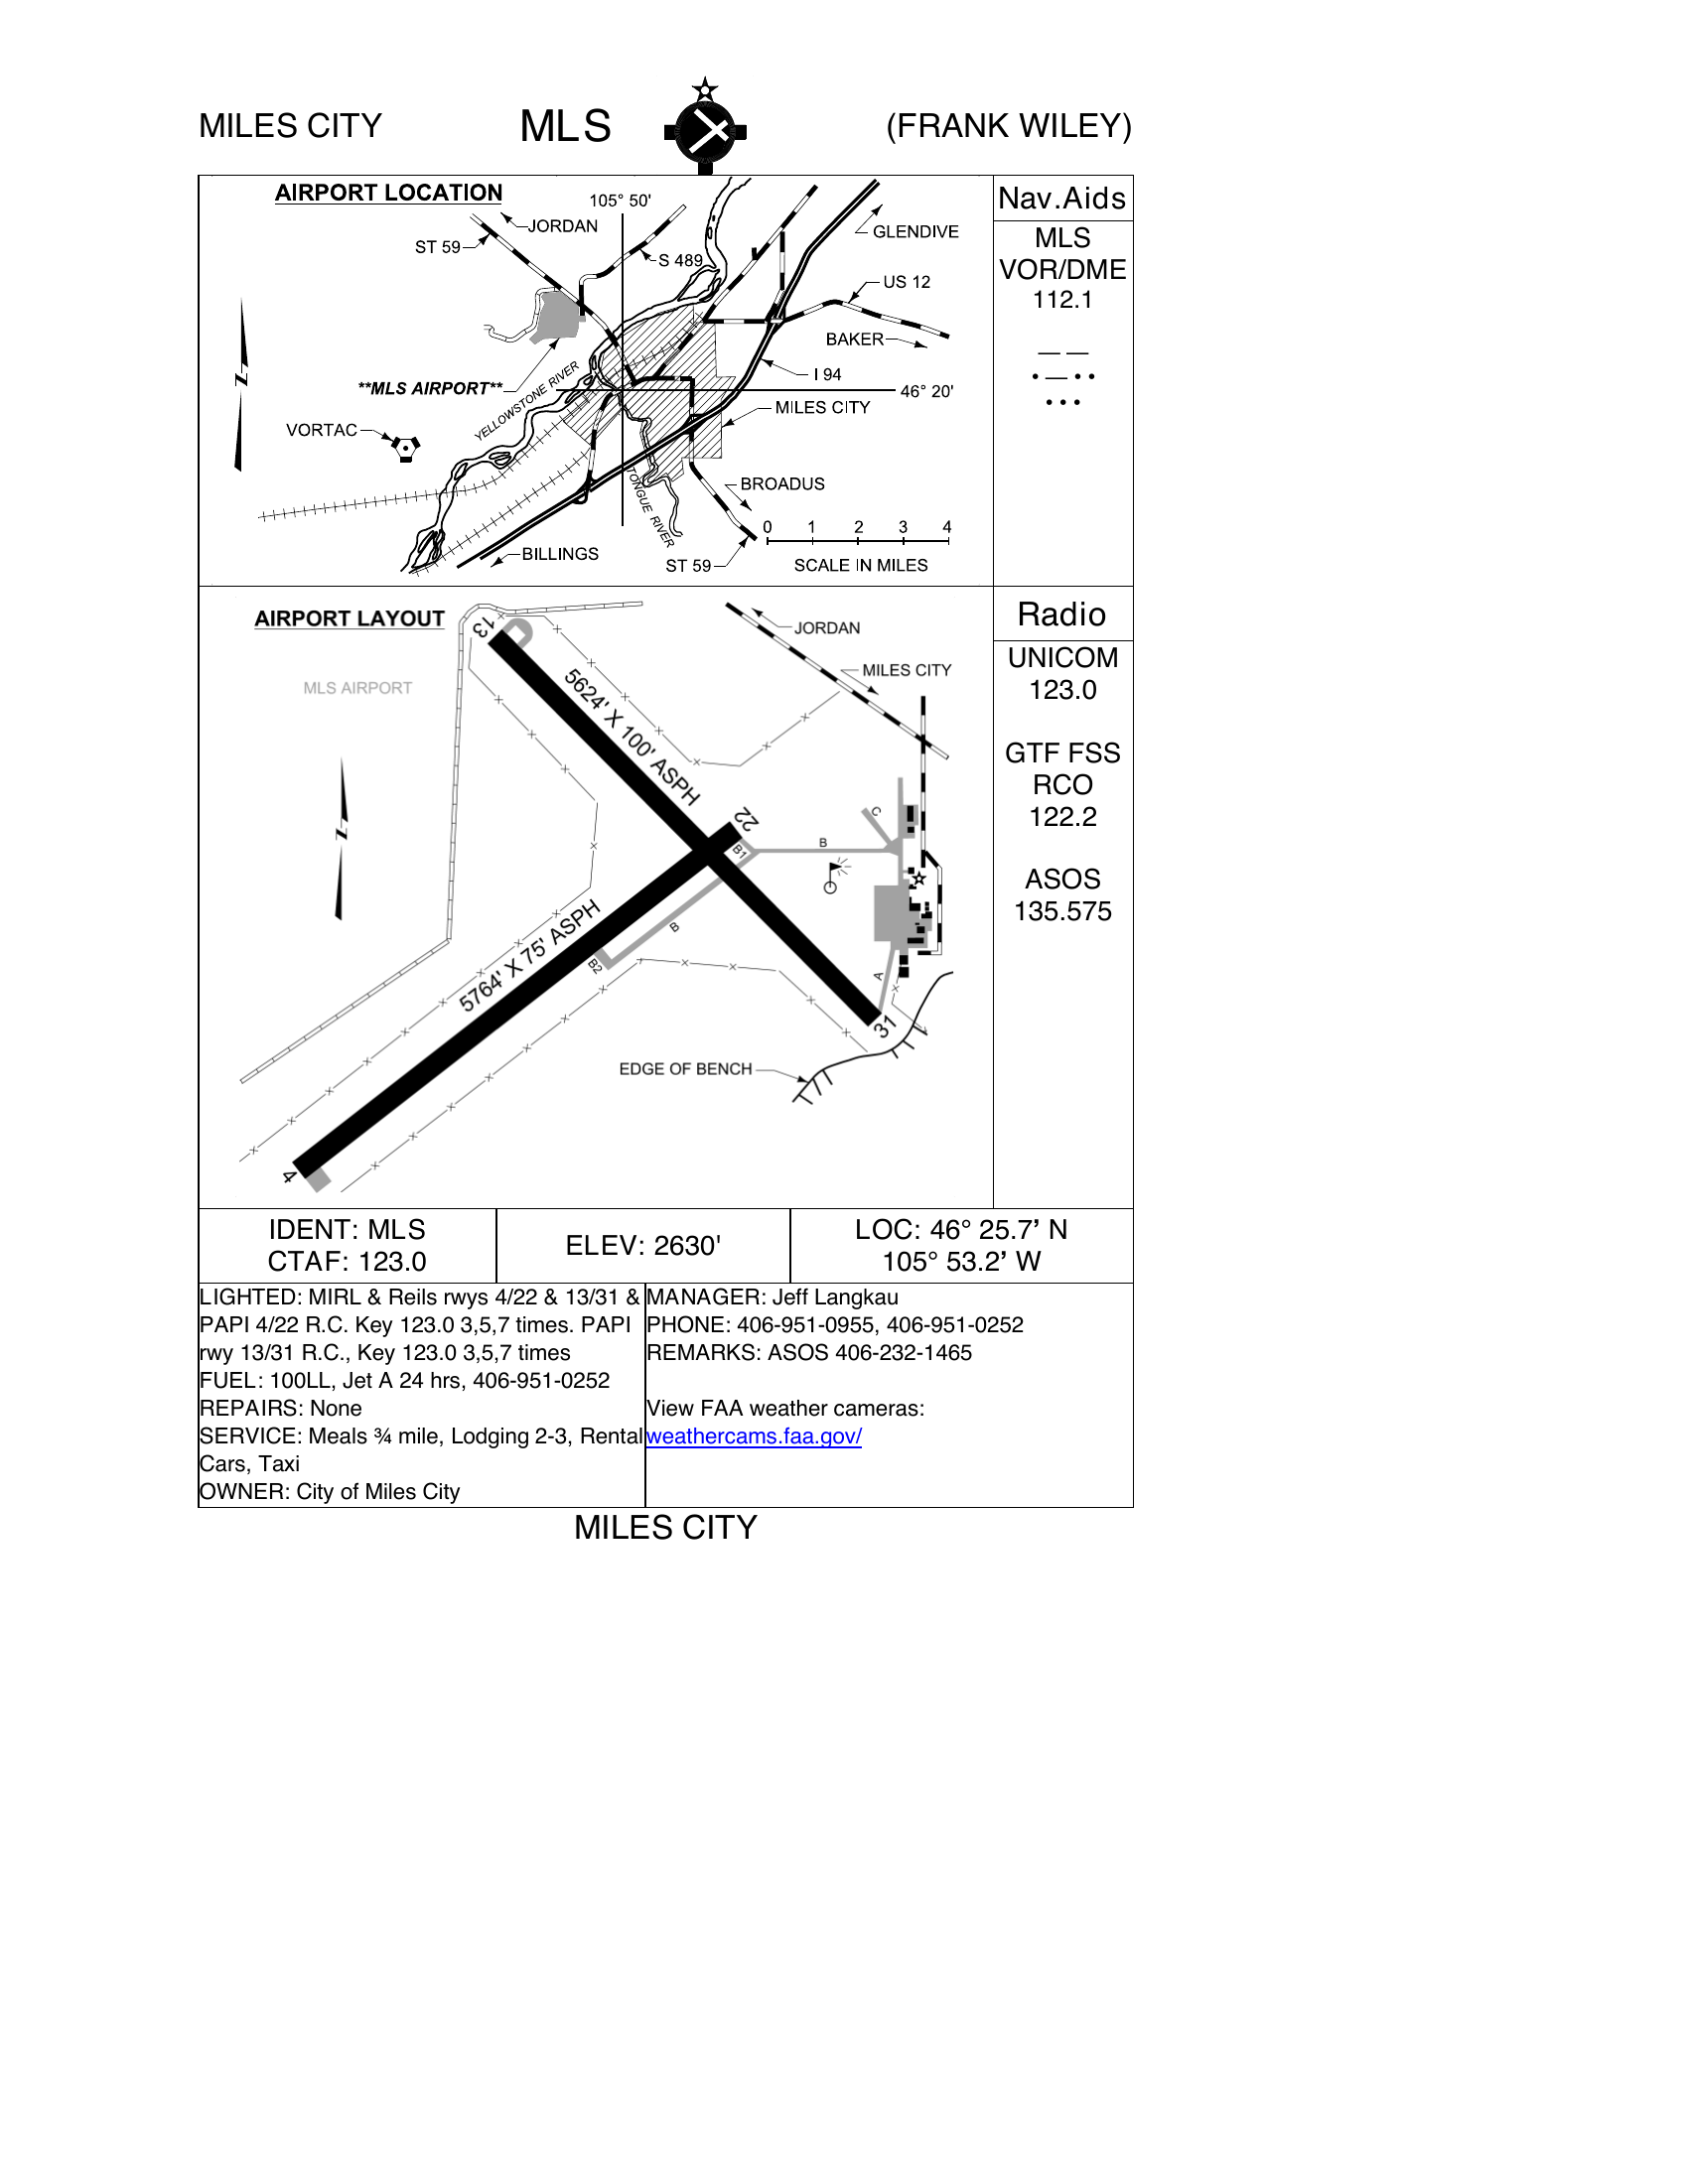 MILES CITY
MLS
(FRANK WILEY)
AIRPORT LOCATION
105° 50'
JORDAN
ST 59
S 489
GLENDIVE
US 12
BAKER
I 94
46° 20'
MILES CITY
**MLS AIRPORT**
YELLOWSTONE RIVER
VORTAC
N
TONGUE RIVER
BROADUS
0 1 2 3 4
SCALE IN MILES
ST 59
BILLINGS
Nav.Aids
MLS
VOR/DME
112.1
— —
• — • •
• • •
AIRPORT LAYOUT
MLS AIRPORT
N
13
5624' X 100' ASPH
JORDAN
MILES CITY
22
B1
B
C
5764' X 75' ASPH
B
B2
A
31
EDGE OF BENCH
4
Radio
UNICOM
123.0
GTF FSS
RCO
122.2
ASOS
135.575
IDENT: MLS
CTAF: 123.0
ELEV: 2630'
LOC: 46° 25.7’ N
105° 53.2’ W
LIGHTED: MIRL & Reils rwys 4/22 & 13/31 &
PAPI 4/22 R.C. Key 123.0 3,5,7 times. PAPI
rwy 13/31 R.C., Key 123.0 3,5,7 times
FUEL: 100LL, Jet A 24 hrs, 406-951-0252
REPAIRS: None
SERVICE: Meals ¾ mile, Lodging 2-3, Rental
Cars, Taxi
OWNER: City of Miles City
MANAGER: Jeff Langkau
PHONE: 406-951-0955, 406-951-0252
REMARKS: ASOS 406-232-1465
View FAA weather cameras:
weathercams.faa.gov/
MILES CITY